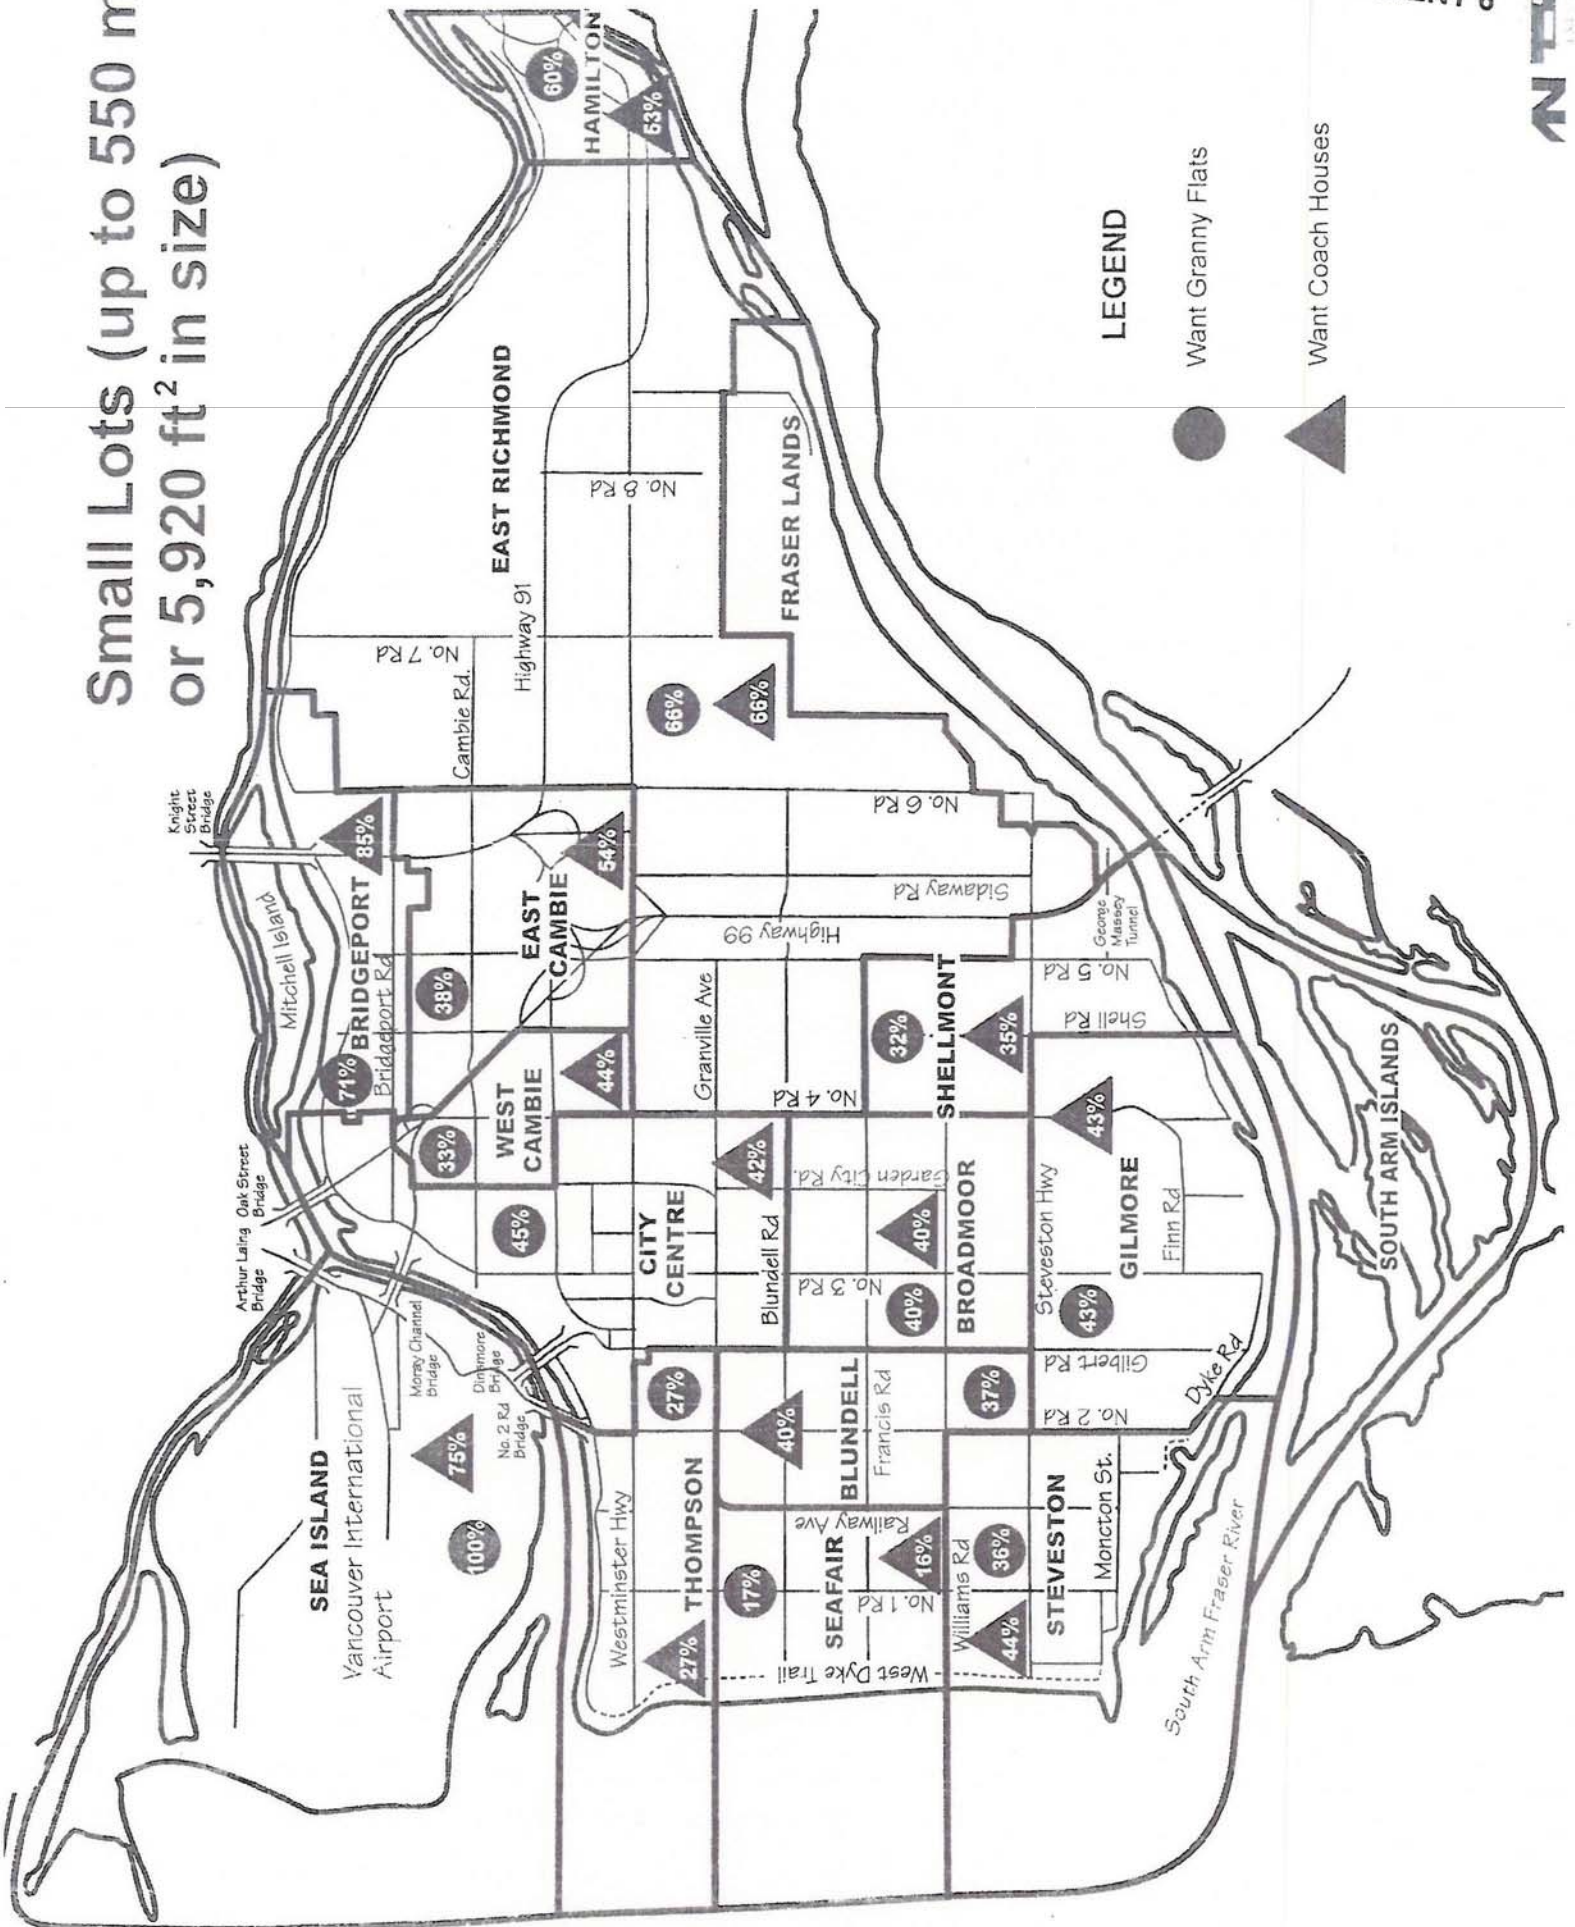 Small Lots (up to 550 m
or 5,920 ft² in size)
SEA ISLAND
Vancouver International
Airport
100%
75%
Arthur Laing
Bridge
Oak Street
Bridge
Moray Channel
Bridge
Dinsmore
Bridge
No. 2 Rd
Bridge
Knight
Street
Bridge
Mitchell Island
BRIDGEPORT
Bridgeport Rd
71%
85%
33%
WEST
CAMBIE
44%
38%
EAST
CAMBIE
54%
Cambie Rd.
No. 7 Rd
Highway 91
EAST RICHMOND
No. 8 Rd
66%
66%
60%
HAMILTON
63%
FRASER LANDS
45%
CITY
CENTRE
42%
Granville Ave
Westminster Hwy
THOMPSON
27%
27%
Blundell Rd
No. 4 Rd
Highway 99
Sidaway Rd
No. 6 Rd
17%
SEAFAIR
16%
No. 1 Rd
Railway Ave
West Dyke Trail
40%
BLUNDELL
Francis Rd
37%
No. 3 Rd
Garden City Rd.
40%
40%
BROADMOOR
32%
SHELLMONT
35%
Williams Rd
44%
36%
STEVESTON
Moncton St.
No. 2 Rd
Gilbert Rd
Dyke Rd
Steveston Hwy
43%
43%
GILMORE
Finn Rd
Shell Rd
No. 5 Rd
George
Massey
Tunnel
South Arm Fraser River
SOUTH ARM ISLANDS
LEGEND
Want Granny Flats
Want Coach Houses